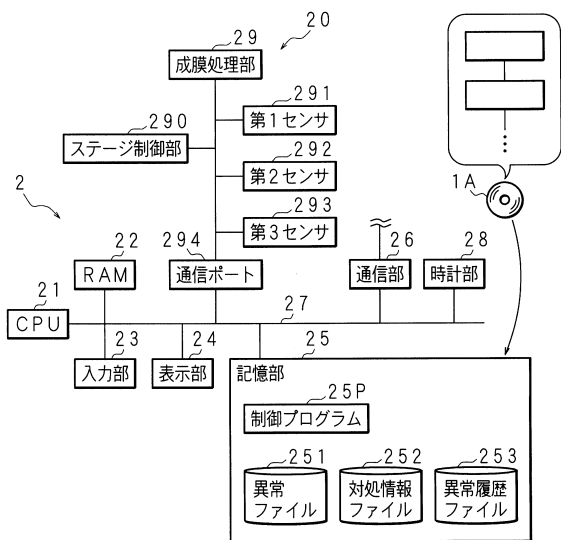 20
29
成膜処理部
291
第1センサ
290
ステージ制御部
292
第2センサ
1A
2
293
第3センサ
22
RAM
294
通信ポート
26
通信部
28
時計部
21
CPU
27
23
入力部
24
表示部
25
記憶部
25P
制御プログラム
251
異常
ファイル
252
対処情報
ファイル
253
異常履歴
ファイル